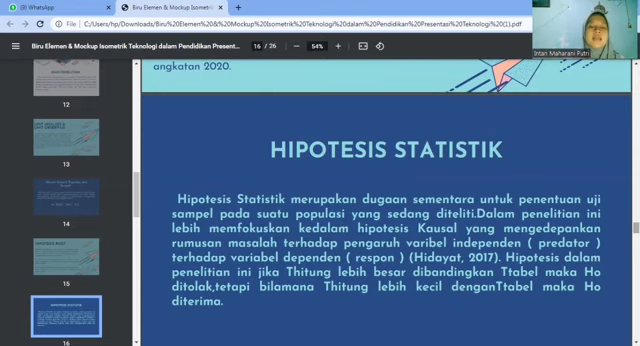 (9) WhatsApp
Biru Elemen & Mockup Isometrik T
File
C:/Users/hp/Downloads/Biru%20Elemen%20&%20Mockup%20Isometrik%20Teknologi%20dalam%20Pendidikan%20Presentasi%20Teknologi%20(1).pdf
Biru Elemen & Mockup Isometrik Teknologi dalam Pendidikan Present...
16 / 26
54%
Intan Maharani Putri
12
13
14
15
16
angkatan 2020.
HIPOTESIS STATISTIK
Hipotesis Statistik merupakan dugaan sementara untuk penentuan uji
sampel pada suatu populasi yang sedang diteliti.Dalam penelitian ini
lebih memfokuskan kedalam hipotesis Kausal yang mengedepankan
rumusan masalah terhadap pengaruh varibel independen ( predator )
terhadap variabel dependen ( respon ) (Hidayat, 2017). Hipotesis dalam
penelitian ini jika Thitung lebih besar dibandingkan Ttabel maka Ho
ditolak,tetapi bilamana Thitung lebih kecil denganTtabel maka Ho
diterima.